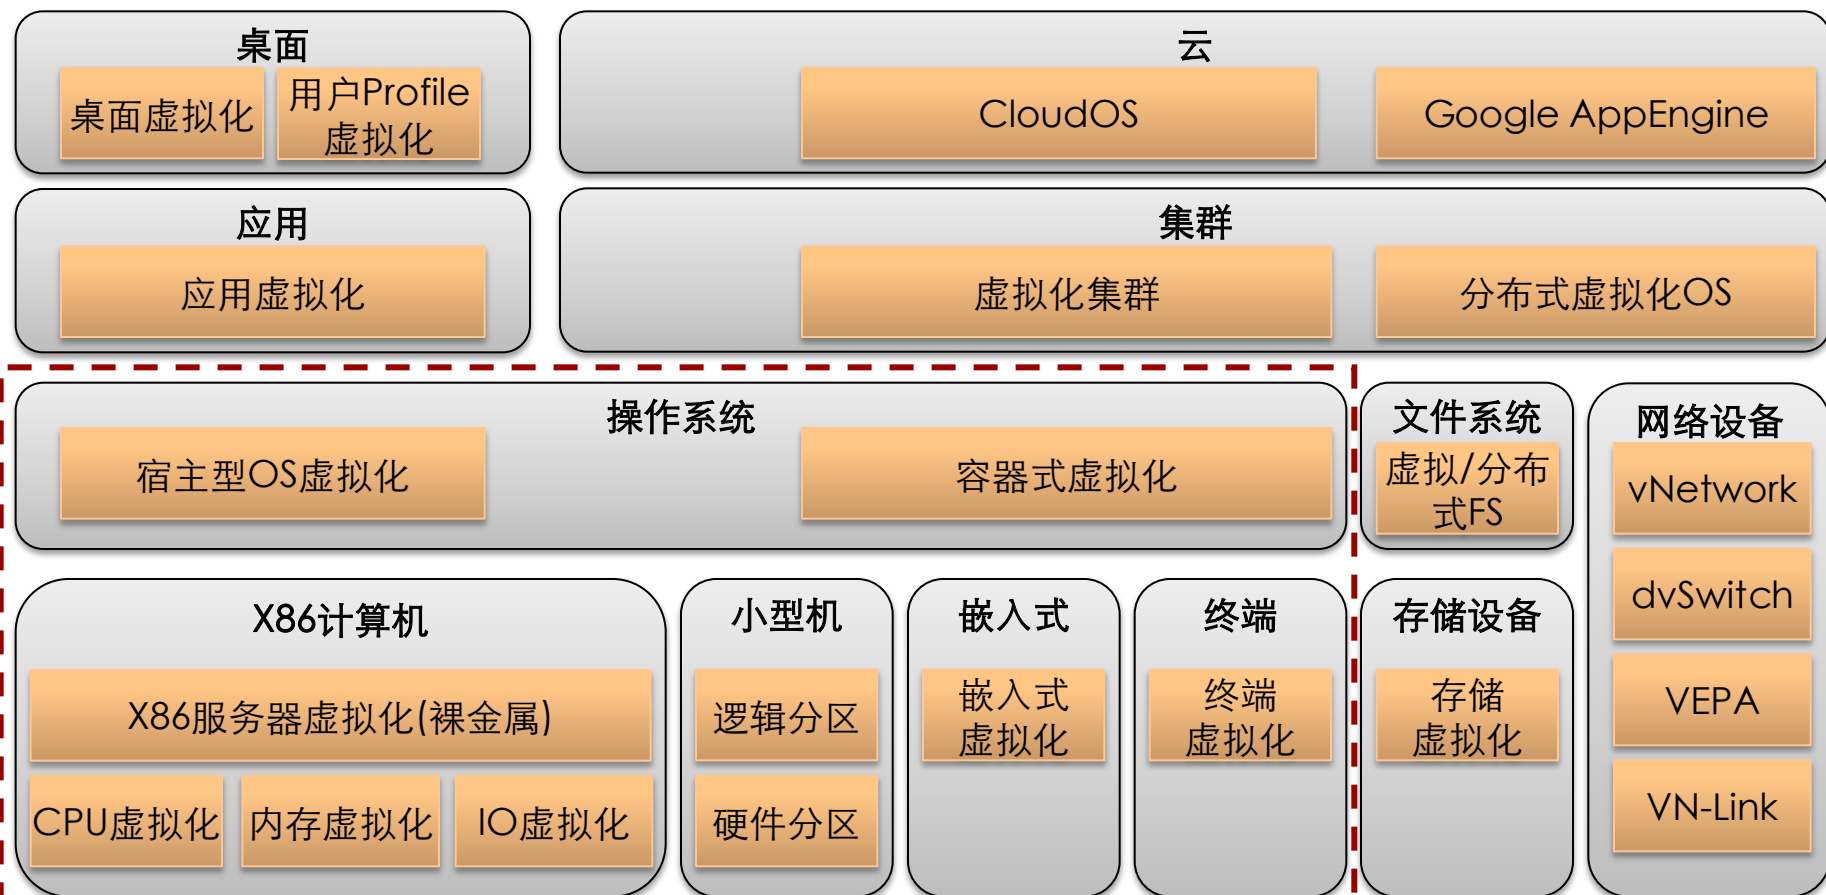 桌面
桌面虚拟化
用户Profile
虚拟化
云
CloudOS
Google AppEngine
应用
应用虚拟化
集群
虚拟化集群
分布式虚拟化OS
操作系统
宿主型OS虚拟化
容器式虚拟化
文件系统
虚拟/分布
式FS
网络设备
vNetwork
dvSwitch
VEPA
VN-Link
X86计算机
X86服务器虚拟化(裸金属)
CPU虚拟化
内存虚拟化
IO虚拟化
小型机
逻辑分区
硬件分区
嵌入式
嵌入式
虚拟化
终端
终端
虚拟化
存储设备
存储
虚拟化